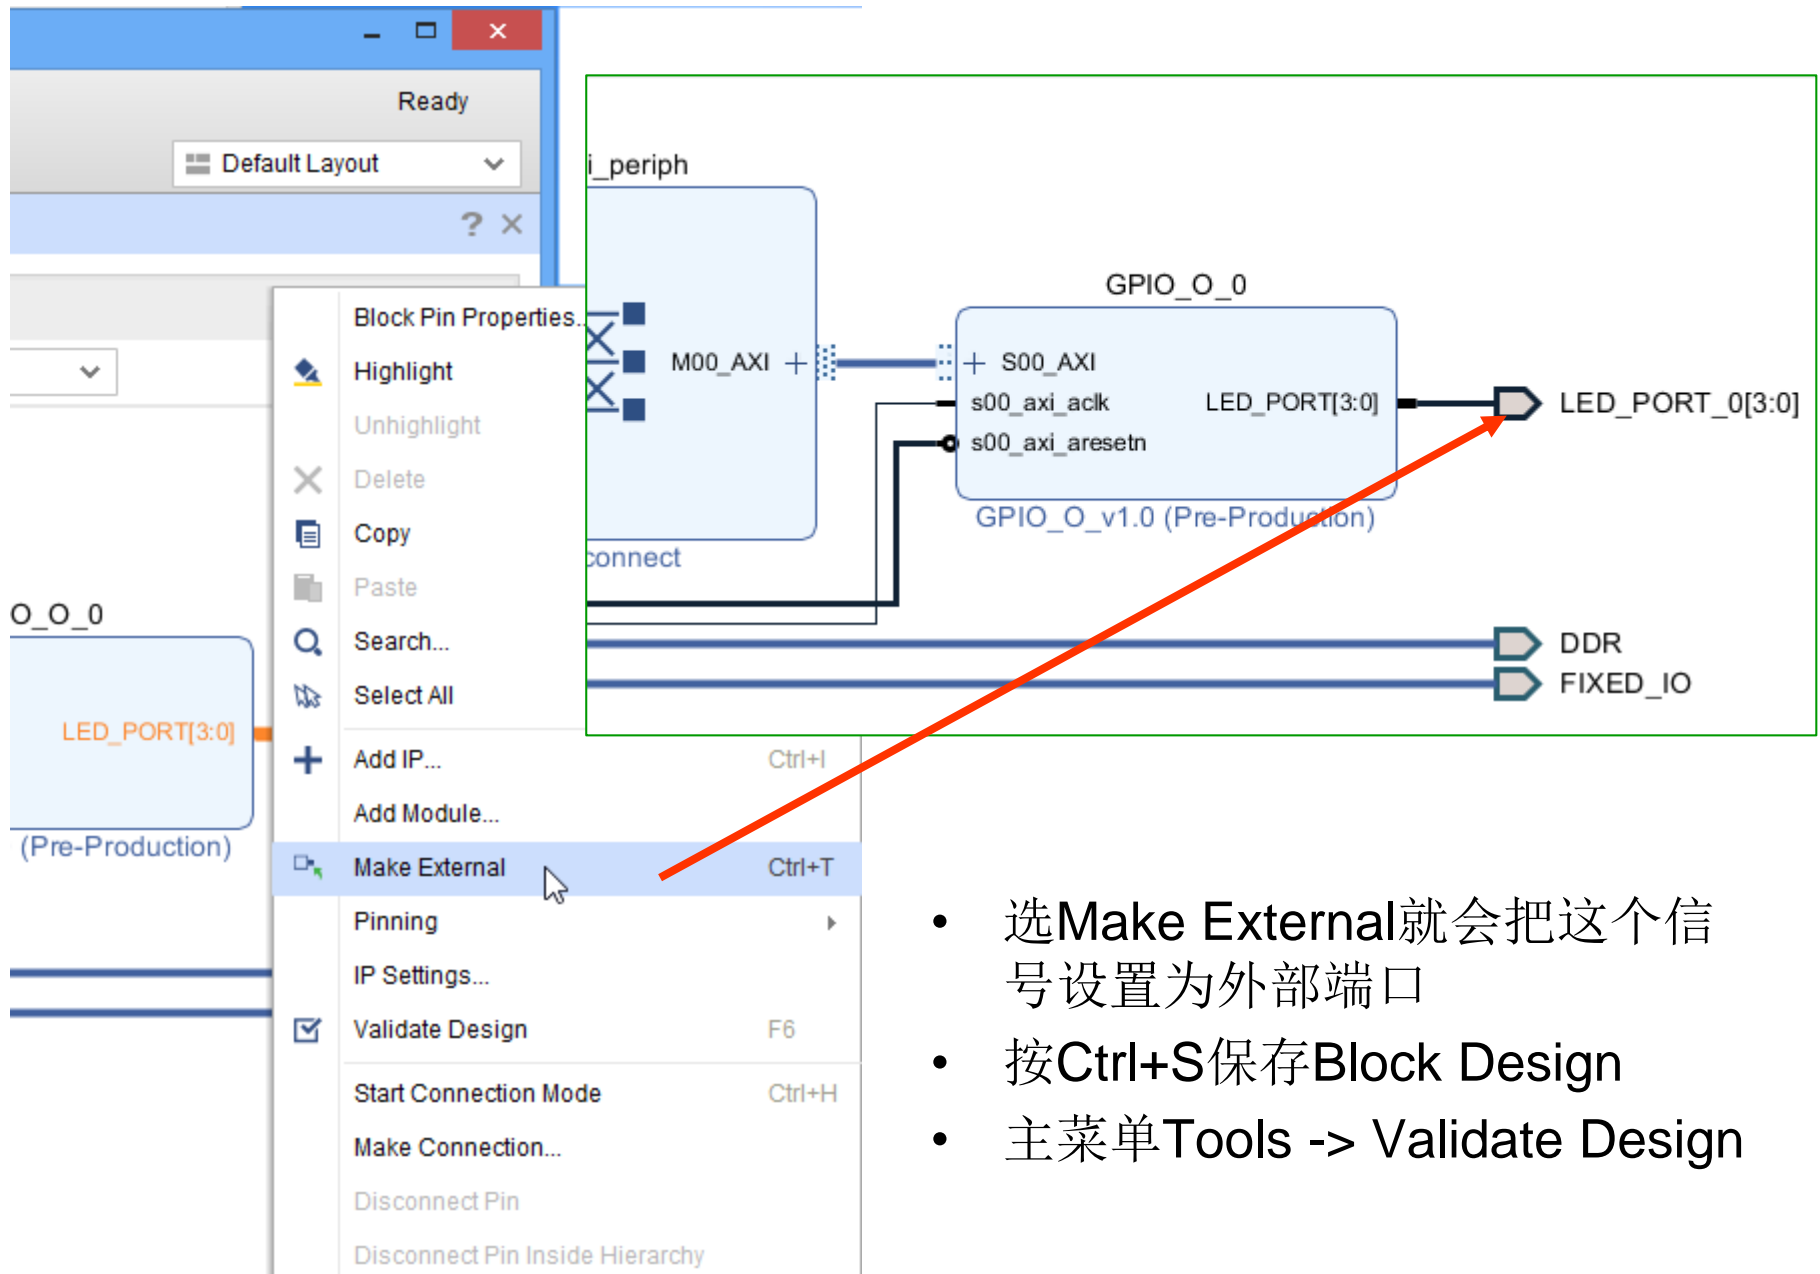 Ready
Default Layout
?
Block Pin Properties..
Highlight
Unhighlight
Delete
Copy
Paste
Search...
Select All
Add IP... Ctrl+I
Add Module...
Make External Ctrl+T
Pinning
IP Settings...
Validate Design F6
Start Connection Mode Ctrl+H
Make Connection...
Disconnect Pin
Disconnect Pin Inside Hierarchy
O_O_0
LED_PORT[3:0]
(Pre-Production)
i_periph
M00_AXI
connect
GPIO_O_0
S00_AXI
s00_axi_aclk
s00_axi_aresetn
LED_PORT[3:0]
GPIO_O_v1.0 (Pre-Production)
LED_PORT_0[3:0]
DDR
FIXED_IO
• 选Make External就会把这个信
号设置为外部端口
• 按Ctrl+S保存Block Design
• 主菜单Tools -> Validate Design